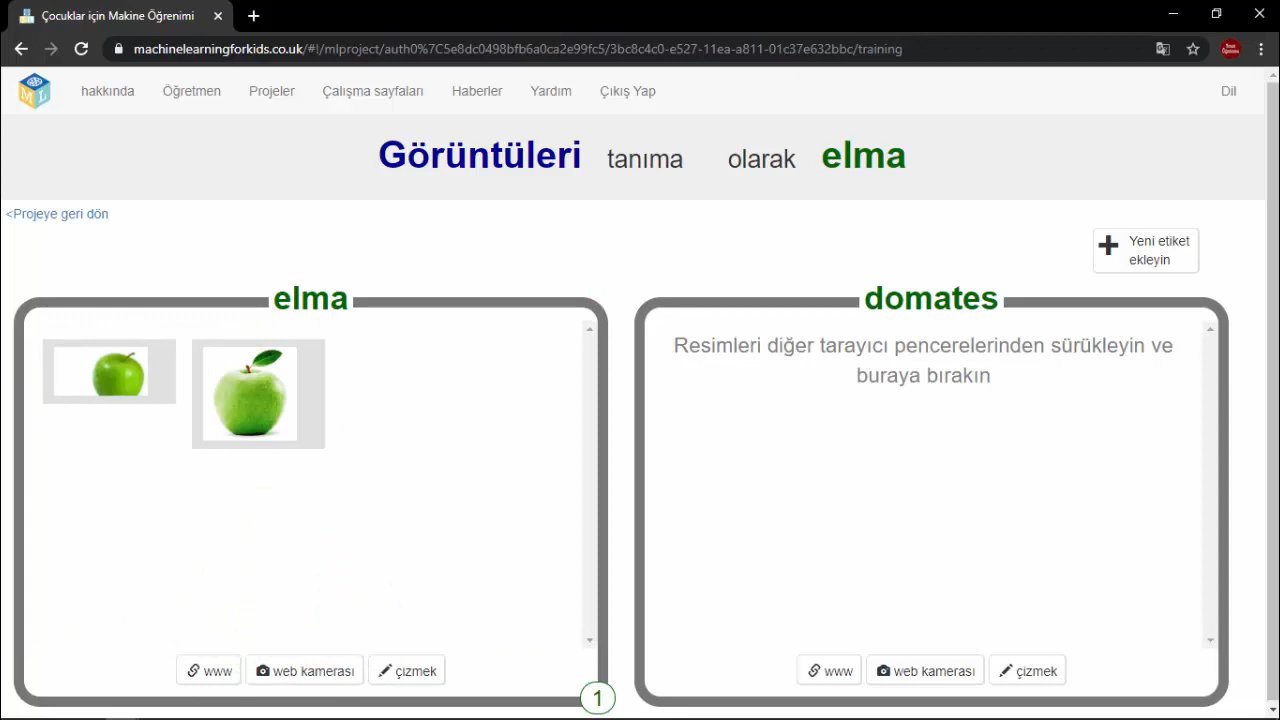 Çocuklar için Makine Öğrenimi
machinelearningforkids.co.uk/#!/mlproject/auth0%7C5e8dc0498bfb6a0ca2e99fc5/3bc8c4c0-e527-11ea-a811-01c37e632bbc/training
ML hakkında Öğretmen Projeler Çalışma sayfaları Haberler Yardım Çıkış Yap Dil
Görüntüleri tanıma olarak elma
<Projeye geri dön
Yeni etiket
ekleyin
elma
domates
Resimleri diğer tarayıcı pencerelerinden sürükleyin ve
buraya bırakın
www web kamerası çizmek
1
www web kamerası çizmek